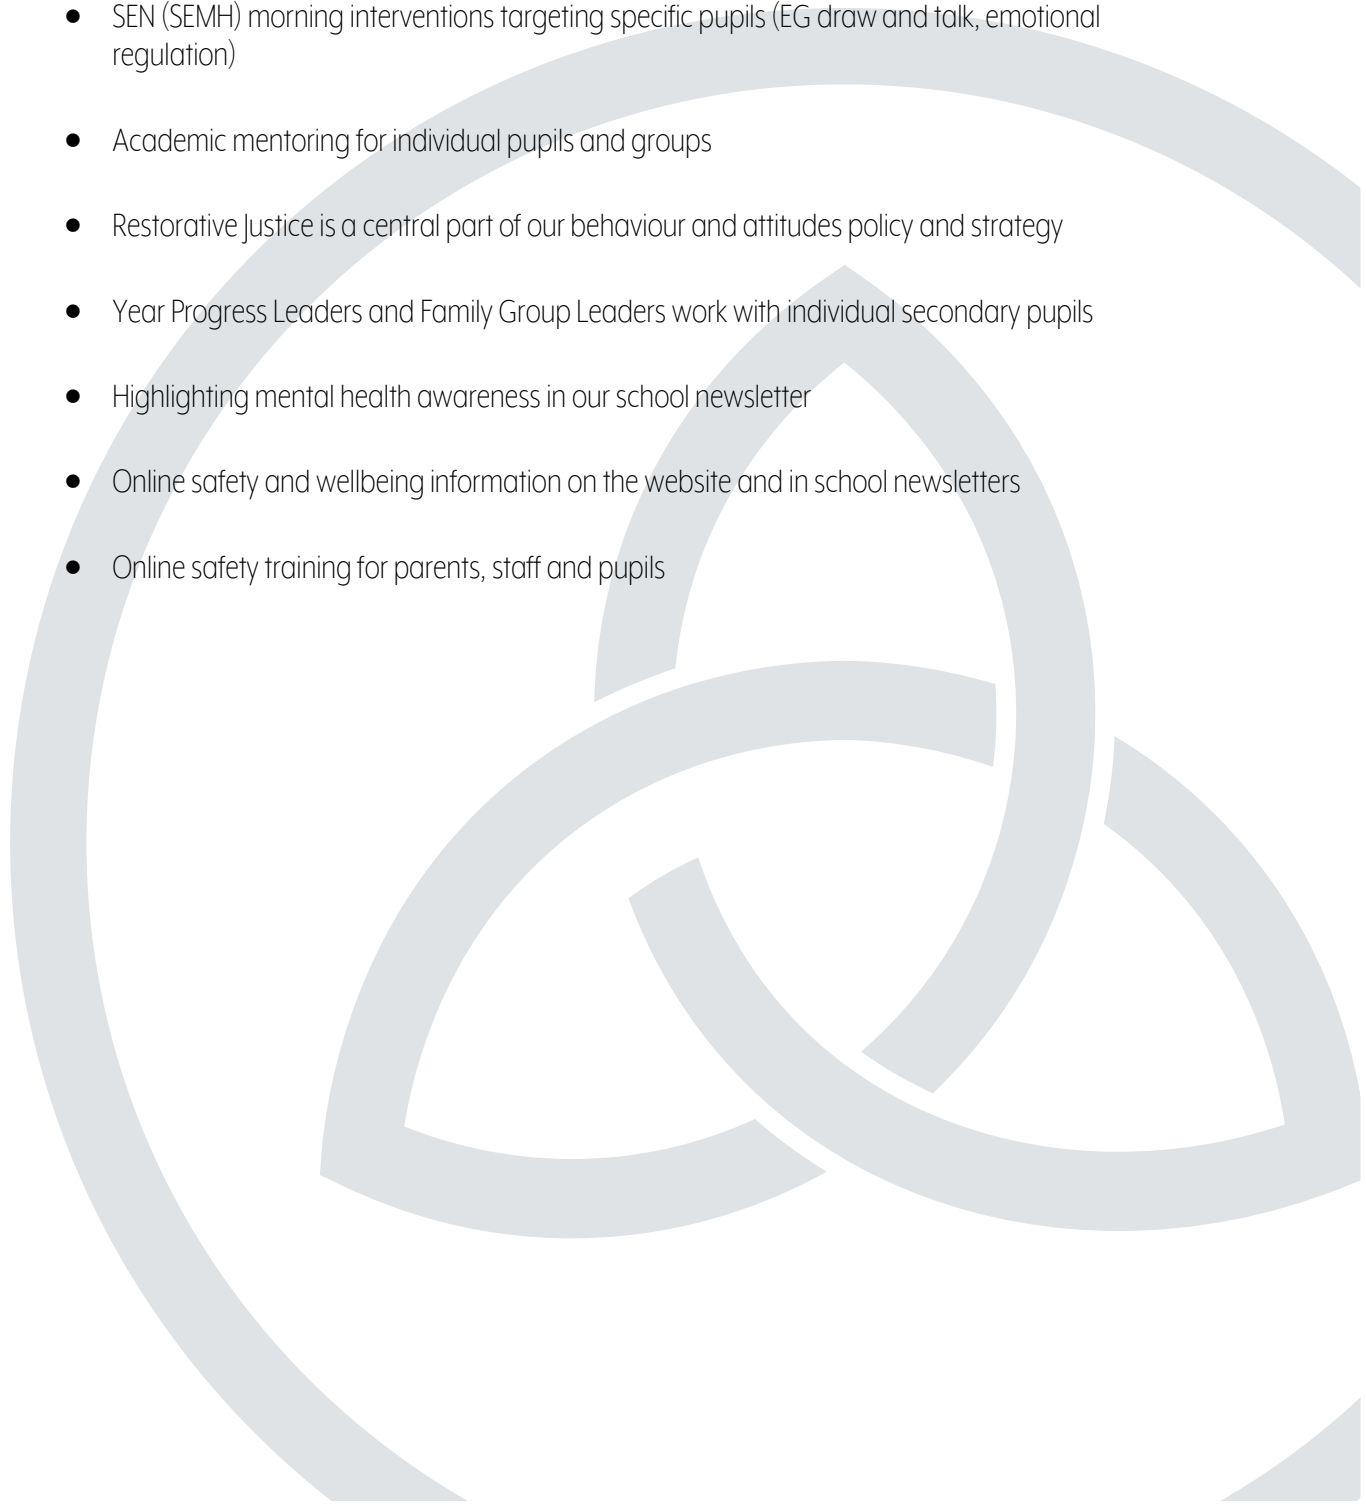 ● SEN (SEMH) morning interventions targeting specific pupils (EG draw and talk, emotional
regulation)
● Academic mentoring for individual pupils and groups
● Restorative Justice is a central part of our behaviour and attitudes policy and strategy
● Year Progress Leaders and Family Group Leaders work with individual secondary pupils
● Highlighting mental health awareness in our school newsletter
● Online safety and wellbeing information on the website and in school newsletters
● Online safety training for parents, staff and pupils